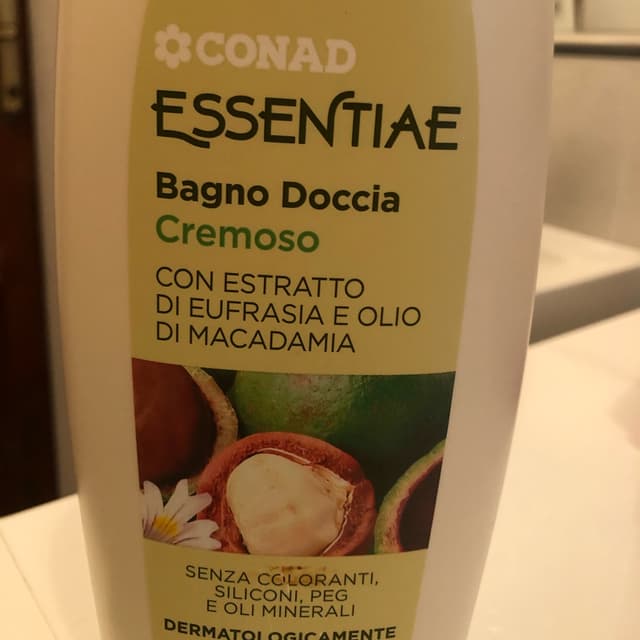 CONAD
ESSENTIAE
Bagno Doccia
Cremoso
CON ESTRATTO
DI EUFRASIA E OLIO
DI MACADAMIA
SENZA COLORANTI,
SILICONI, PEG
E OLI MINERALI
DERMATOLOGICAMENTE